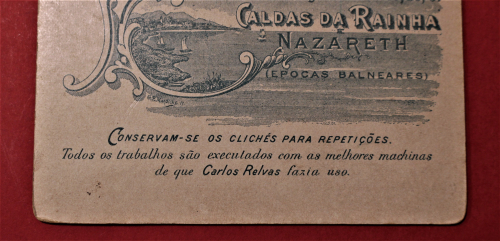 CALDAS DA RAINHA
NAZARETH
(EPOCAS BALNEARES)
CONSERVAM-SE OS CLICHÉS PARA REPETIÇÕES.
Todos os trabalhos são executados com as melhores machinas
de que Carlos Relvas fazia uso.